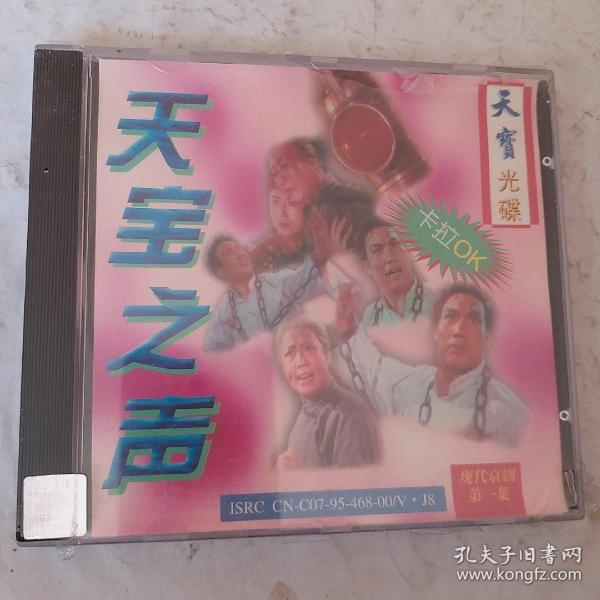 天宝之声
天寶光碟
卡拉OK
ISRC CN-C07-95-468-00/V·J8
现代京剧
第一集
孔夫子旧书网
www.kongfz.com